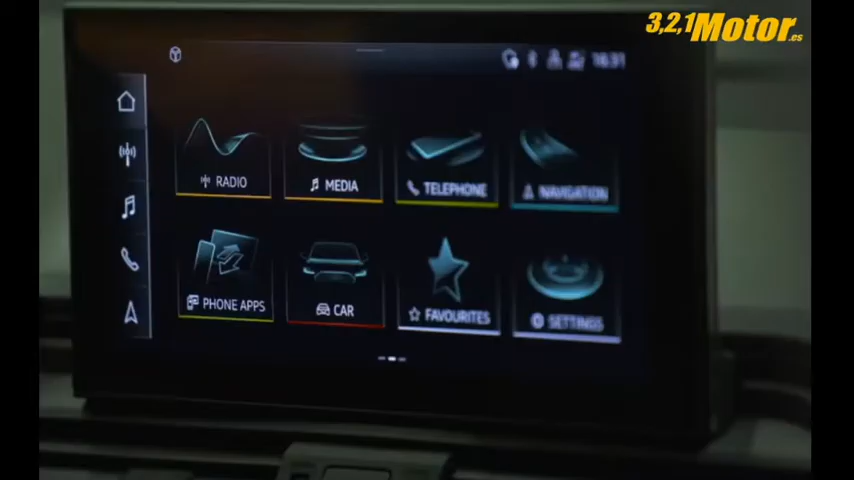 3,2,1Motor.es
16:31
RADIO
MEDIA
TELEPHONE
NAVIGATION
PHONE APPS
CAR
FAVOURITES
SETTINGS